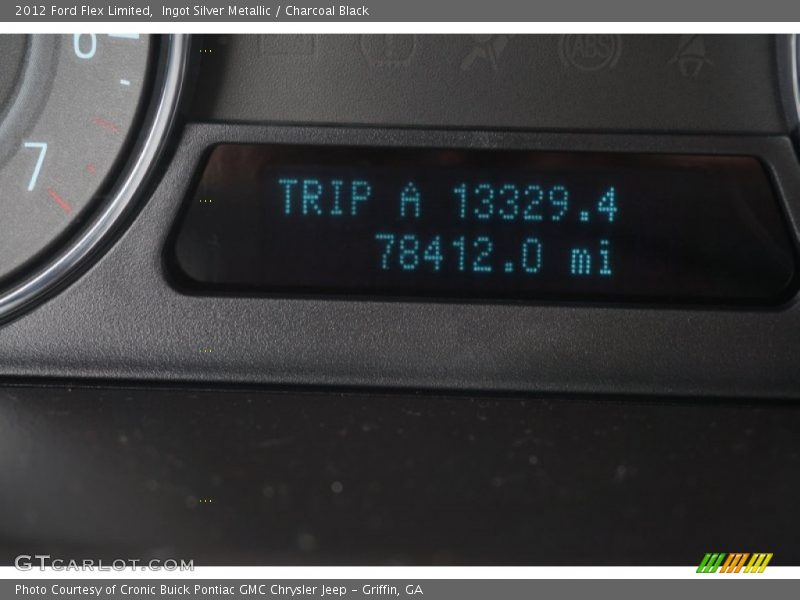 2012 Ford Flex Limited, Ingot Silver Metallic / Charcoal Black
6
7
ABS
TRIP A 13329.4
78412.0 mi
GTCARLOT.COM
Photo Courtesy of Cronic Buick Pontiac GMC Chrysler Jeep - Griffin, GA